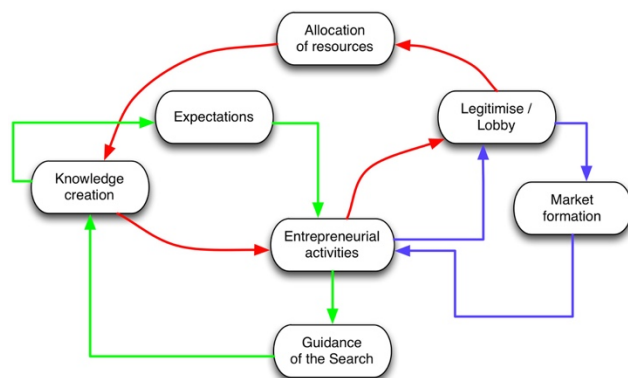 Allocation
of resources
Expectations
Legitimise /
Lobby
Knowledge
creation
Market
formation
Entrepreneurial
activities
Guidance
of the Search